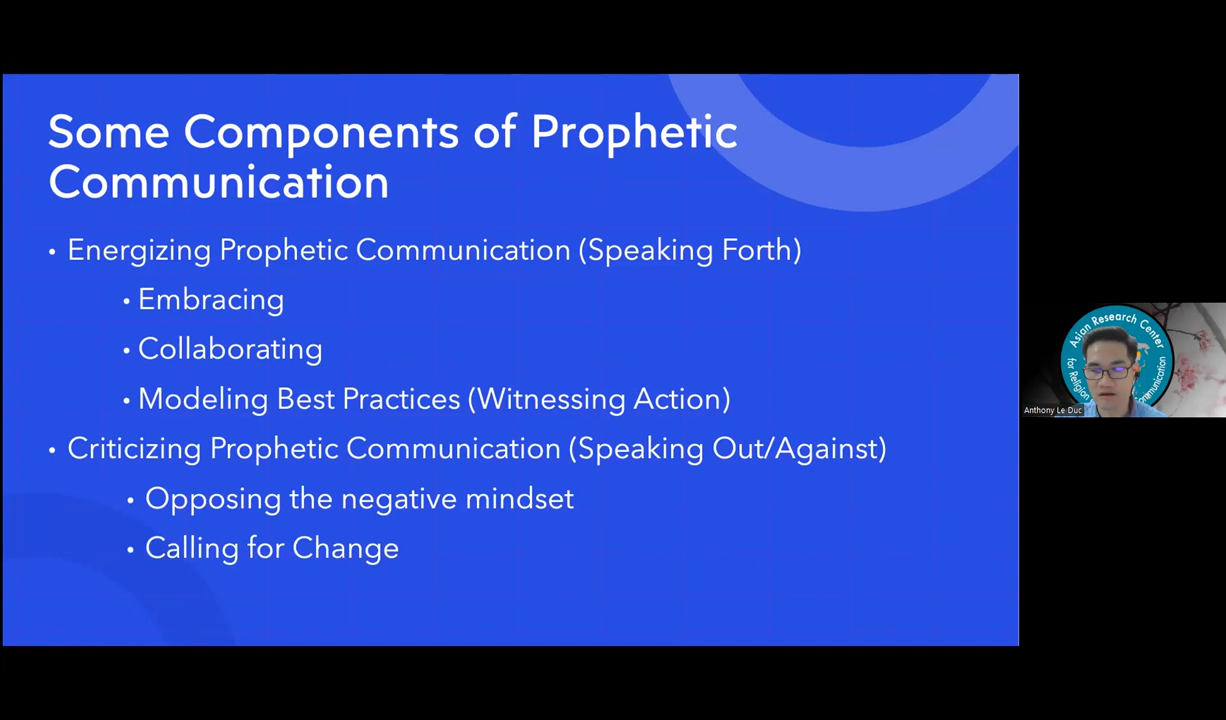 Some Components of Prophetic
Communication
• Energizing Prophetic Communication (Speaking Forth)
• Embracing
• Collaborating
• Modeling Best Practices (Witnessing Action)
• Criticizing Prophetic Communication (Speaking Out/Against)
• Opposing the negative mindset
• Calling for Change
Asian Research Center
for Religion
Anthony Le Duc